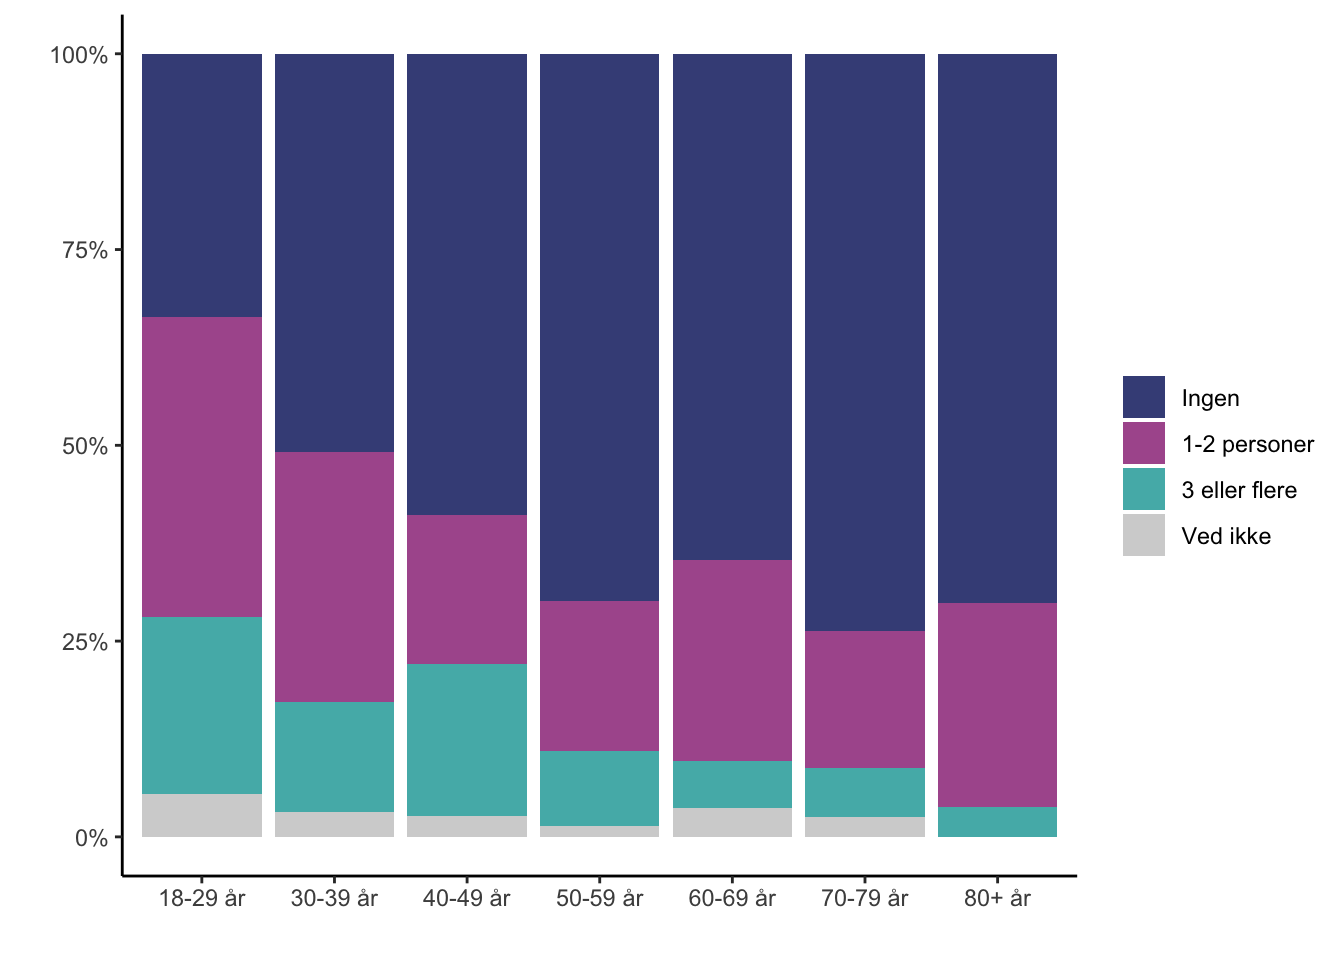 100%
75%
50%
25%
0%
18-29 år
30-39 år
40-49 år
50-59 år
60-69 år
70-79 år
80+ år
Ingen
1-2 personer
3 eller flere
Ved ikke